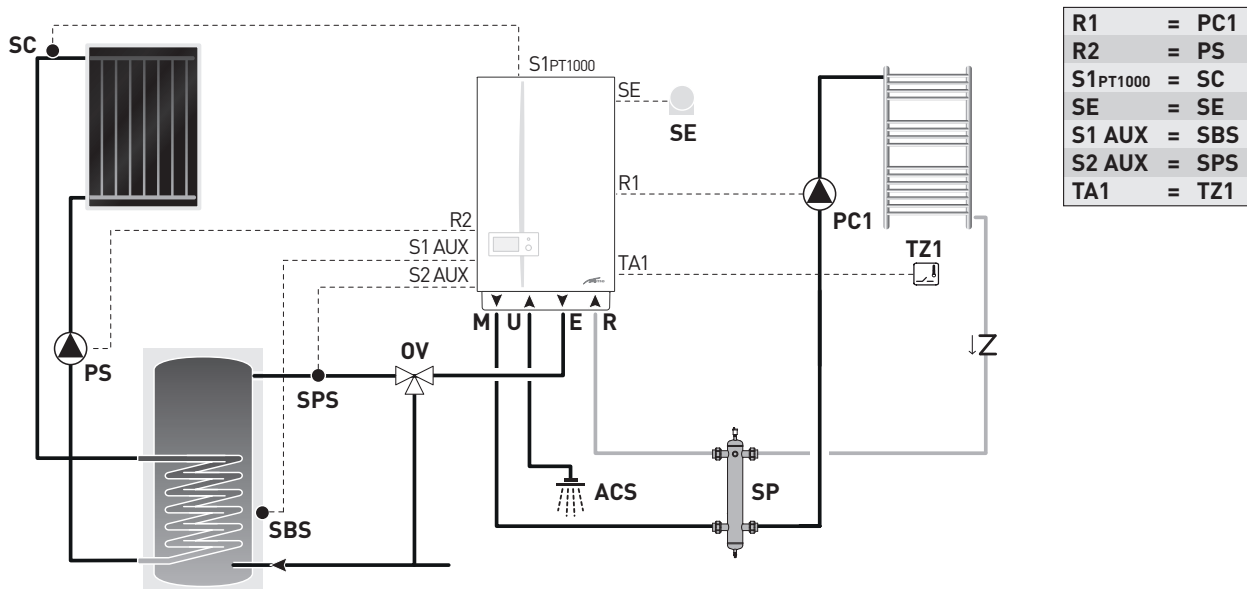 SC
S1PT1000
SE
SE
R1
PC1
R2
S1 AUX
S2 AUX
TA1
TZ1
M U E R
PS
OV
SPS
ACS
SP
SBS
R1 = PC1
R2 = PS
S1PT1000 = SC
SE = SE
S1 AUX = SBS
S2 AUX = SPS
TA1 = TZ1